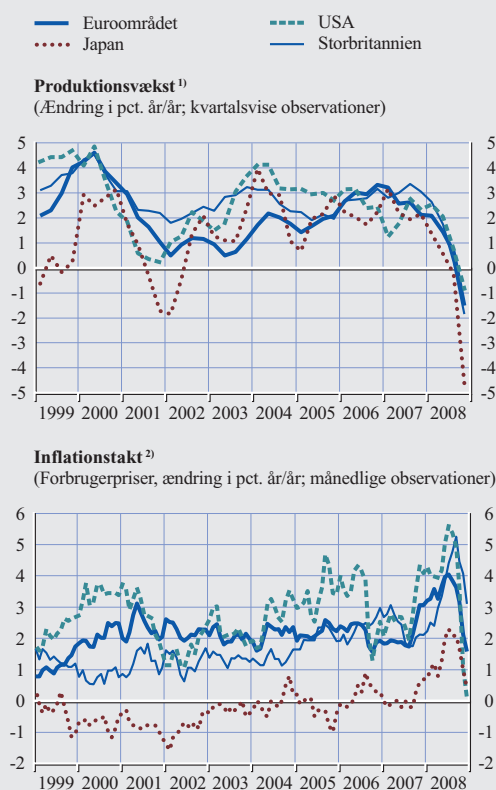 Euroområdet USA
Japan Storbritannien
Produktionsvækst 1)
(Ændring i pct. år/år; kvartalsvise observationer)
5 5
4 4
3 3
2 2
1 1
0 0
-1 -1
-2 -2
-3 -3
-4 -4
-5 -5
1999 2000 2001 2002 2003 2004 2005 2006 2007 2008
Inflationstakt 2)
(Forbrugerpriser, ændring i pct. år/år; månedlige observationer)
6 6
5 5
4 4
3 3
2 2
1 1
0 0
-1 -1
-2 -2
1999 2000 2001 2002 2003 2004 2005 2006 2007 2008